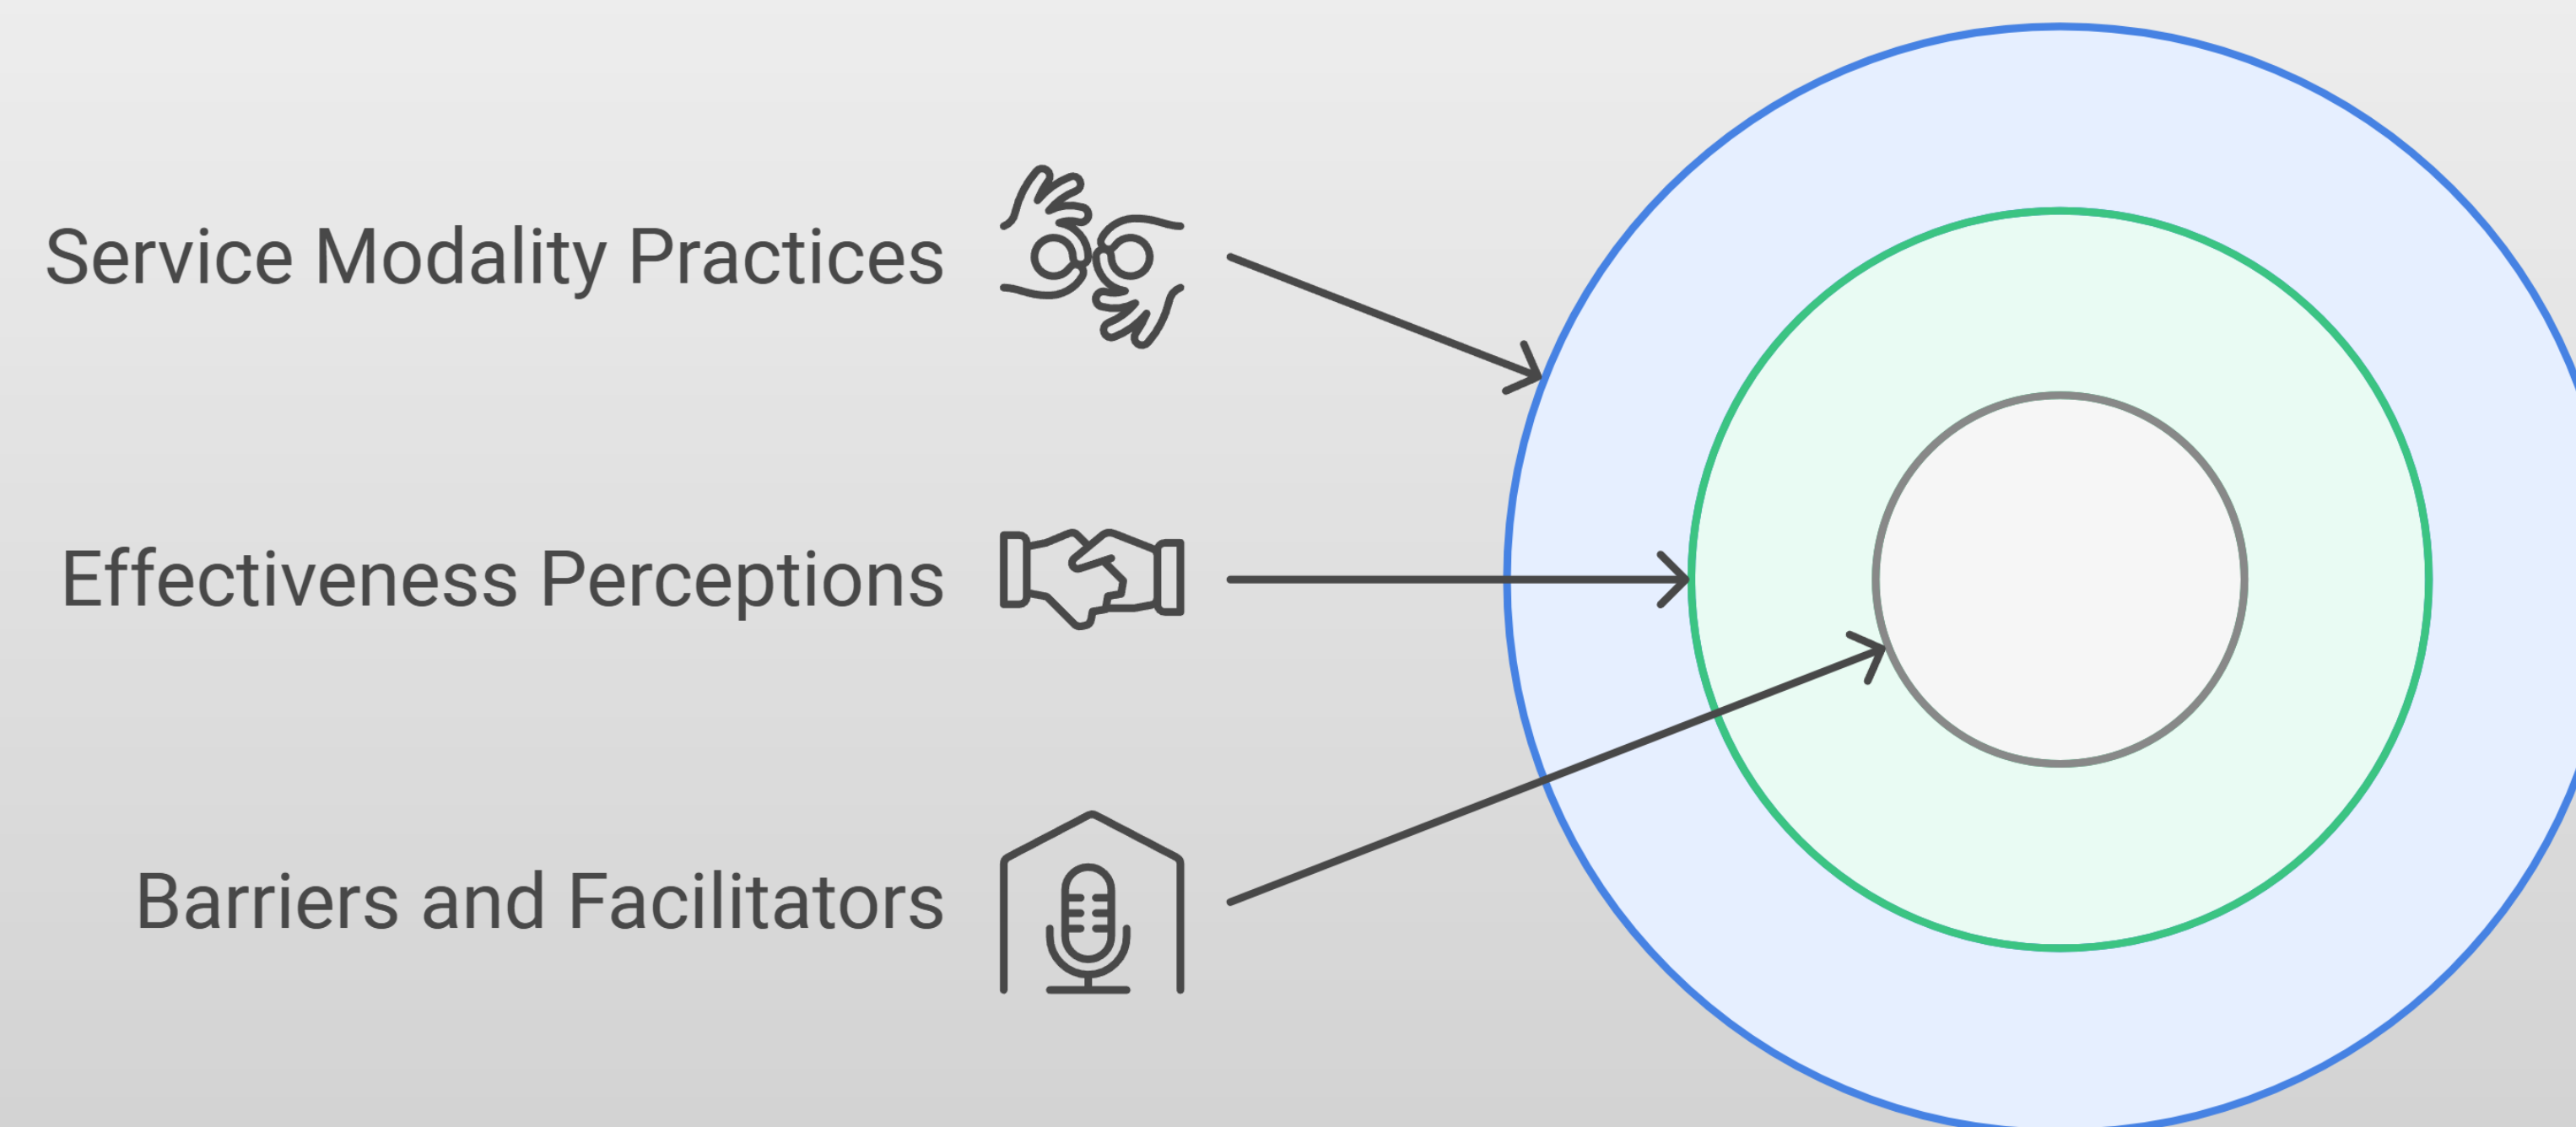 Service Modality Practices
Effectiveness Perceptions
Barriers and Facilitators